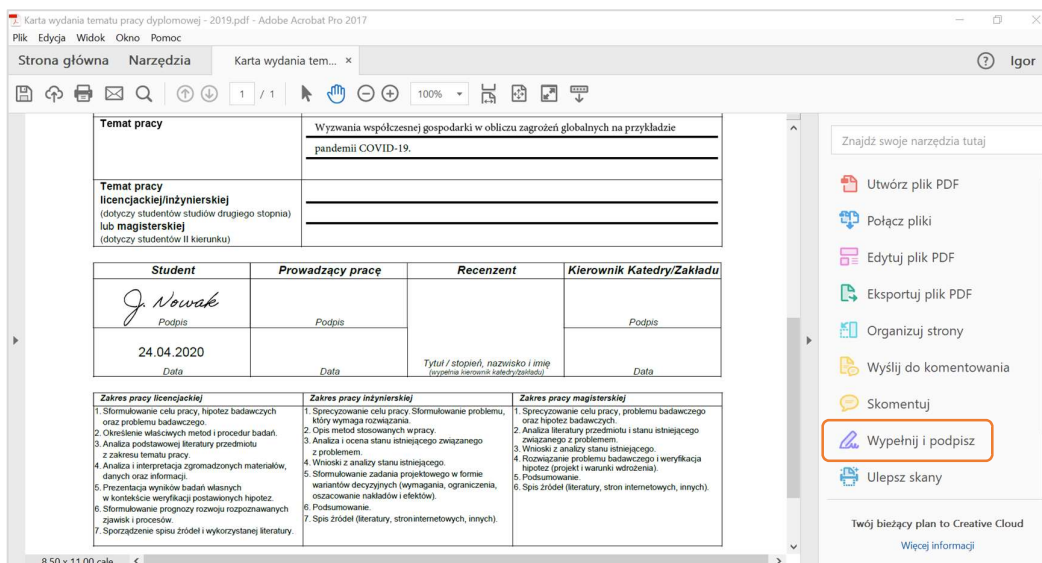 Karta wydania tematu pracy dyplomowej - 2019.pdf - Adobe Acrobat Pro 2017
Plik Edycja Widok Okno Pomoc
Strona główna Narzędzia Karta wydania tem... ×
? Igor
1 / 1 100%
Temat pracy
Wyzwania współczesnej gospodarki w obliczu zagrożeń globalnych na przykładzie
pandemii COVID-19.
Temat pracy
licencjackiej/inżynierskiej
(dotyczy studentów studiów drugiego stopnia)
lub magisterskiej
(dotyczy studentów II kierunku)
Student Prowadzący pracę Recenzent Kierownik Katedry/Zakładu
J. Nowak
Podpis Podpis Podpis
24.04.2020
Tytuł / stopień, nazwisko i imię
Data Data (wypełnia kierownik katedry/zakładu) Data
Zakres pracy licencjackiej
1. Sformułowanie celu pracy, hipotez badawczych
oraz problemu badawczego.
2. Określenie właściwych metod i procedur badań.
3. Analiza podstawowej literatury przedmiotu
z zakresu tematu pracy.
4. Analiza i interpretacja zgromadzonych materiałów,
danych oraz informacji.
5. Prezentacja wyników badań własnych
w kontekście weryfikacji postawionych hipotez.
6. Sformułowanie prognozy rozwoju rozpoznawanych
zjawisk i procesów.
7. Sporządzenie spisu źródeł i wykorzystanej literatury.
Zakres pracy inżynierskiej
1. Sprecyzowanie celu pracy. Sformułowanie problemu,
który wymaga rozwiązania.
2. Opis metod stosowanych w pracy.
3. Analiza i ocena stanu istniejącego związanego
z problemem.
4. Wnioski z analizy stanu istniejącego.
5. Sformułowanie zadania projektowego w formie
wariantów decyzyjnych (wymagania, ograniczenia,
oszacowanie nakładów i efektów).
6. Podsumowanie.
7. Spis źródeł (literatury, stroninternetowych, innych).
Zakres pracy magisterskiej
1. Sprecyzowanie celu pracy, problemu badawczego
oraz hipotez badawczych.
2. Analiza literatury przedmiotu i stanu istniejącego
związanego z problemem.
3. Wnioski z analizy stanu istniejącego.
4. Rozwiązanie problemu badawczego i weryfikacja
hipotez (projekt i warunki wdrożenia).
5. Podsumowanie.
6. Spis źródeł (literatury, stron internetowych, innych).
8,50 x 11,00 cale
Znajdź swoje narzędzia tutaj
Utwórz plik PDF
Połącz pliki
Edytuj plik PDF
Eksportuj plik PDF
Organizuj strony
Wyślij do komentowania
Skomentuj
Wypełnij i podpisz
Ulepsz skany
Twój bieżący plan to Creative Cloud
Więcej informacji